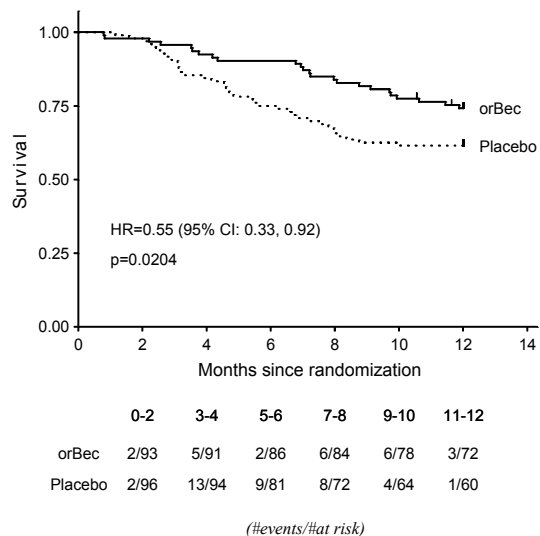 1.00
0.75
0.50
0.25
0.00
Survival
orBec
Placebo
HR=0.55 (95% CI: 0.33, 0.92)
p=0.0204
0 2 4 6 8 10 12 14
Months since randomization
0-2 3-4 5-6 7-8 9-10 11-12
orBec 2/93 5/91 2/86 6/84 6/78 3/72
Placebo 2/96 13/94 9/81 8/72 4/64 1/60
(#events/#at risk)